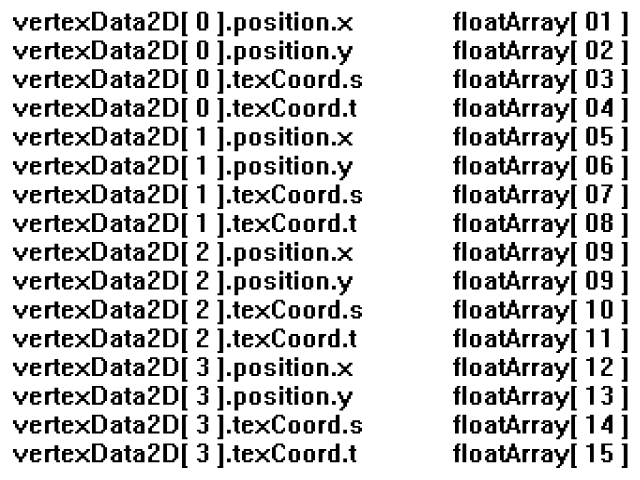 vertexData2D[ 0 ].position.x floatArray[ 01 ]
vertexData2D[ 0 ].position.y floatArray[ 02 ]
vertexData2D[ 0 ].texCoord.s floatArray[ 03 ]
vertexData2D[ 0 ].texCoord.t floatArray[ 04 ]
vertexData2D[ 1 ].position.x floatArray[ 05 ]
vertexData2D[ 1 ].position.y floatArray[ 06 ]
vertexData2D[ 1 ].texCoord.s floatArray[ 07 ]
vertexData2D[ 1 ].texCoord.t floatArray[ 08 ]
vertexData2D[ 2 ].position.x floatArray[ 09 ]
vertexData2D[ 2 ].position.y floatArray[ 09 ]
vertexData2D[ 2 ].texCoord.s floatArray[ 10 ]
vertexData2D[ 2 ].texCoord.t floatArray[ 11 ]
vertexData2D[ 3 ].position.x floatArray[ 12 ]
vertexData2D[ 3 ].position.y floatArray[ 13 ]
vertexData2D[ 3 ].texCoord.s floatArray[ 14 ]
vertexData2D[ 3 ].texCoord.t floatArray[ 15 ]